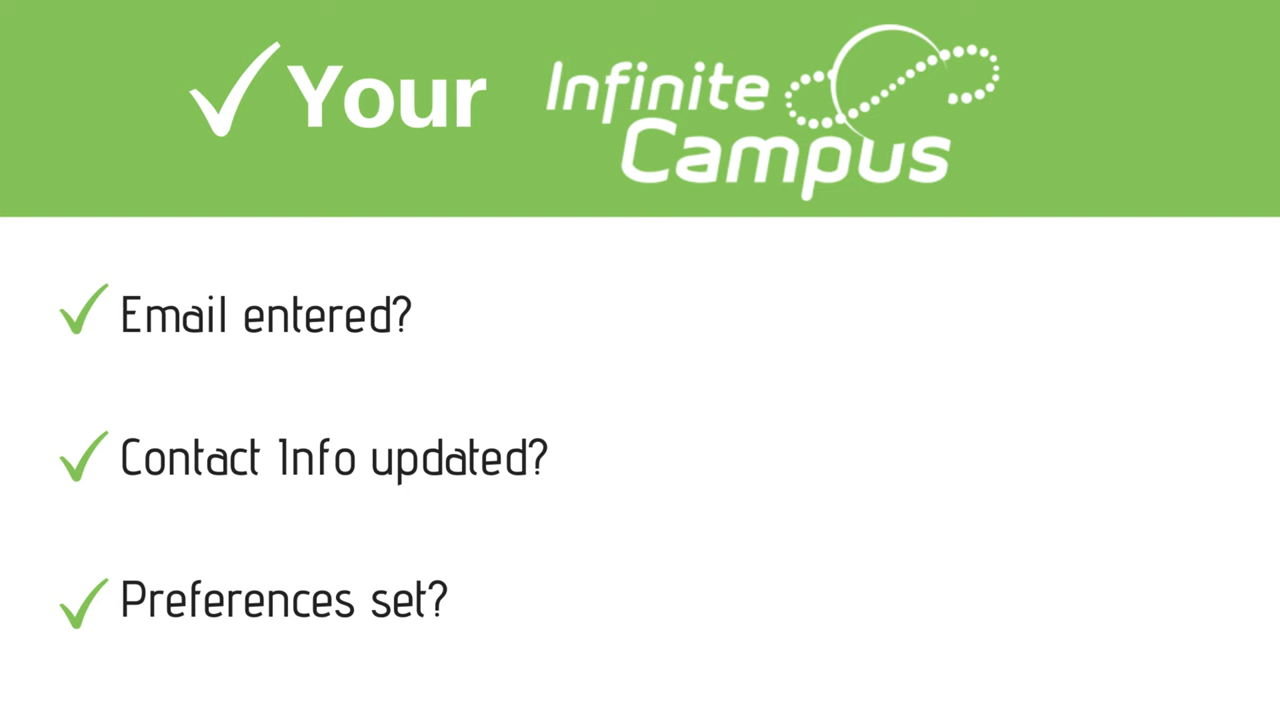 ✓ Your Infinite Campus
✓ Email entered?
✓ Contact Info updated?
✓ Preferences set?